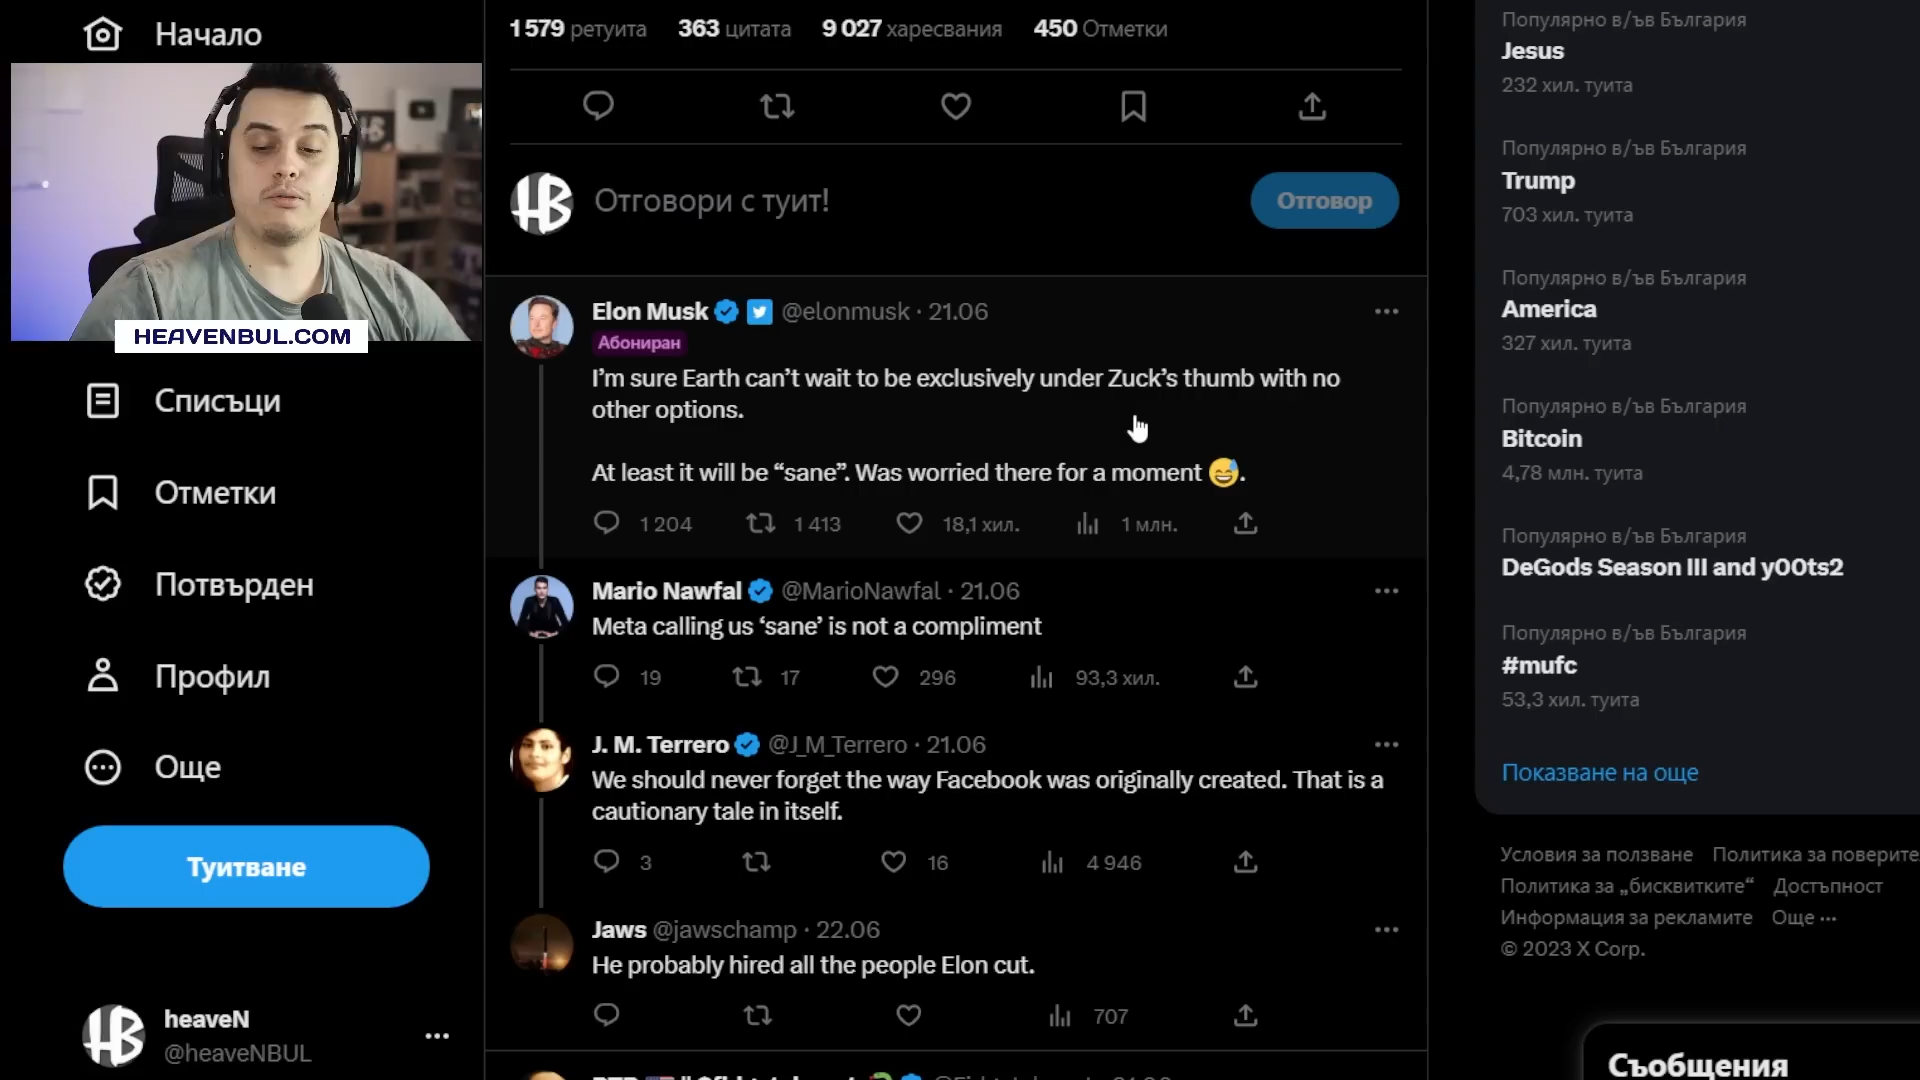 Начало
HEAVENBUL.COM
Списъци
Отметки
Потвърден
Профил
Още
Туитване
heaveN
@heaveNBUL
1 579 ретуита 363 цитата 9 027 харесвания 450 Отметки
Отговори с туит!
Отговор
Elon Musk @elonmusk · 21.06
Абониран
I'm sure Earth can't wait to be exclusively under Zuck's thumb with no
other options.
At least it will be “sane”. Was worried there for a moment 😅.
1 204 1 413 18,1 хил. 1 млн.
Mario Nawfal @MarioNawfal · 21.06
Meta calling us ‘sane’ is not a compliment
19 17 296 93,3 хил.
J. M. Terrero @J_M_Terrero · 21.06
We should never forget the way Facebook was originally created. That is a
cautionary tale in itself.
3 16 4 946
Jaws @jawschamp · 22.06
He probably hired all the people Elon cut.
707
Популярно в/ъв България
Jesus
232 хил. туита
Популярно в/ъв България
Trump
703 хил. туита
Популярно в/ъв България
America
327 хил. туита
Популярно в/ъв България
Bitcoin
4,78 млн. туита
Популярно в/ъв България
DeGods Season III and y00ts2
Популярно в/ъв България
#mufc
53,3 хил. туита
Показване на още
Условия за ползване Политика за
Политика за „бисквитките“ Достъпност
Информация за рекламите Още ···
© 2023 X Corp.
Съобщения